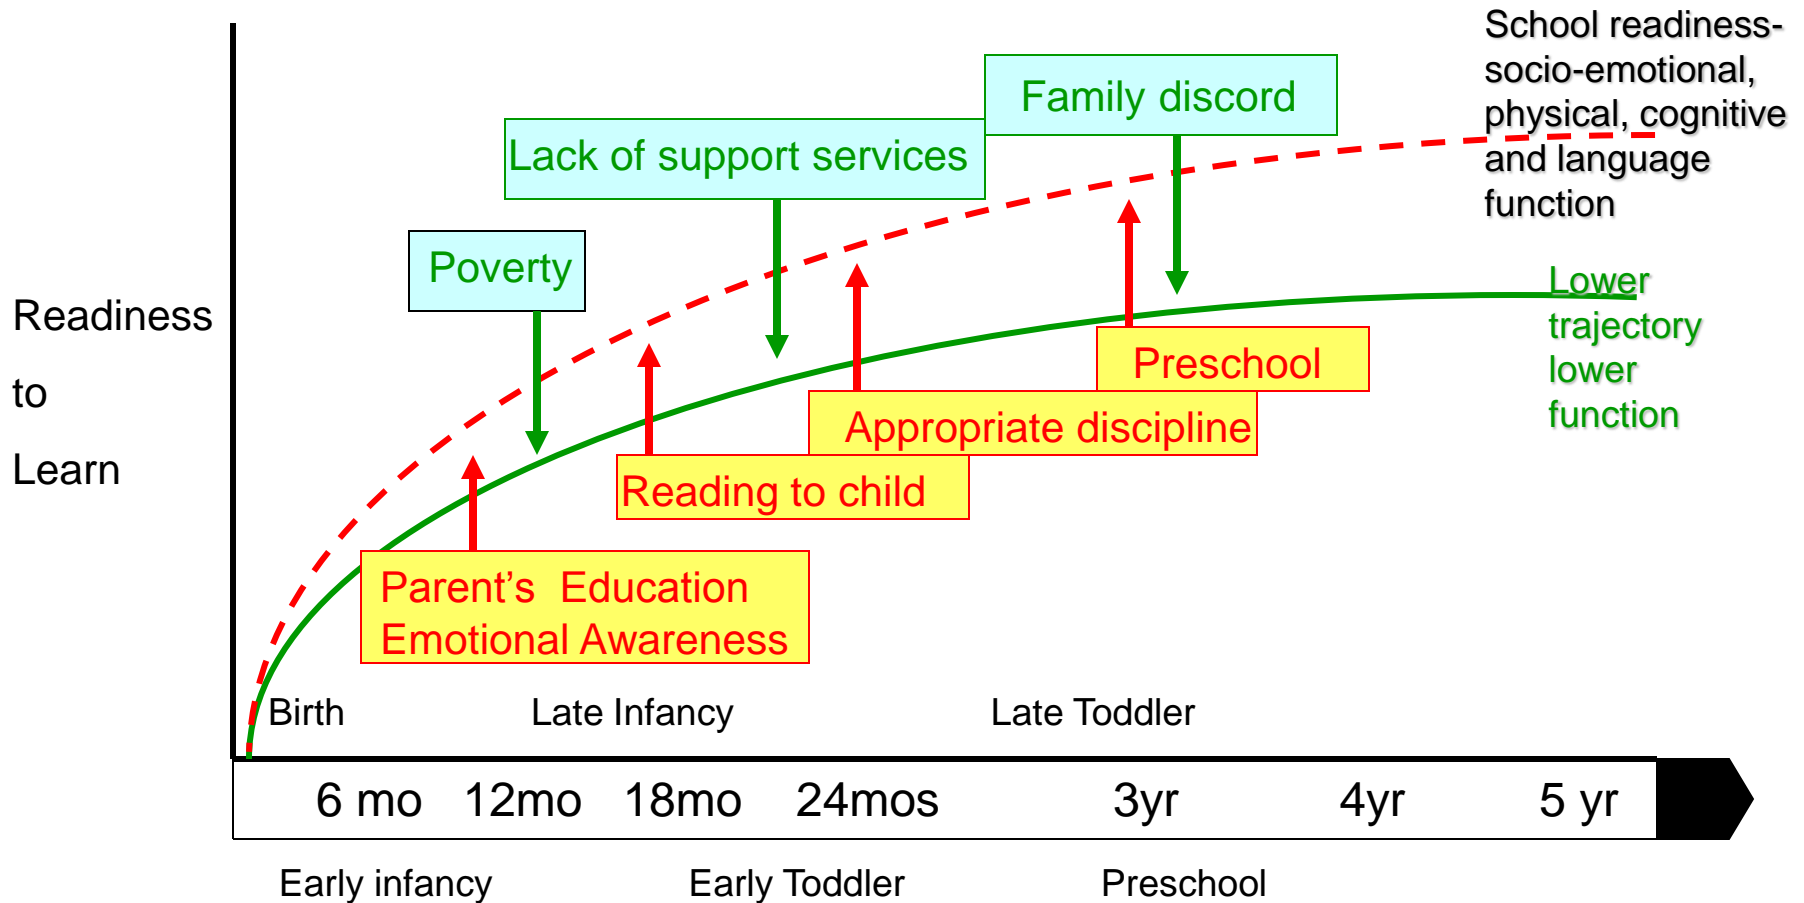 School readiness-
socio-emotional,
physical, cognitive
and language
function
Family discord
Lack of support services
Poverty
Readiness
to
Learn
Lower
trajectory
lower
function
Preschool
Appropriate discipline
Reading to child
Parent’s  Education
Emotional Awareness
Birth
Late Infancy
Late Toddler
6 mo
12mo
18mo
24mos
3yr
4yr
5 yr
Early infancy
Early Toddler
Preschool